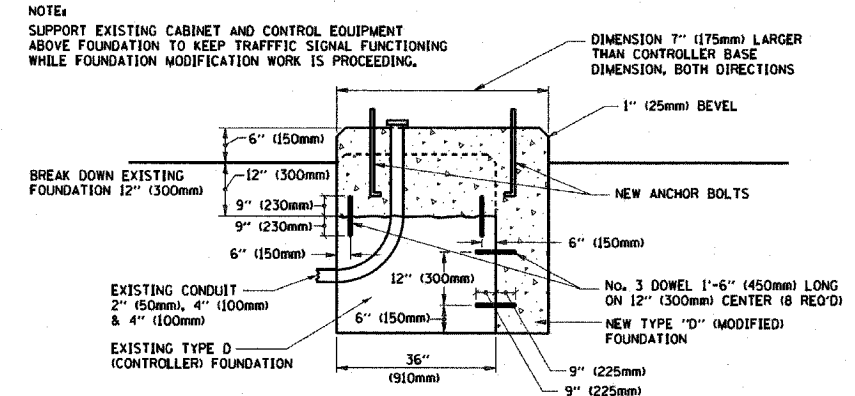 NOTE:
SUPPORT EXISTING CABINET AND CONTROL EQUIPMENT
ABOVE FOUNDATION TO KEEP TRAFFFIC SIGNAL FUNCTIONING
WHILE FOUNDATION MODIFICATION WORK IS PROCEEDING.
DIMENSION 7" (175mm) LARGER
THAN CONTROLLER BASE
DIMENSION, BOTH DIRECTIONS
1" (25mm) BEVEL
6" (150mm)
BREAK DOWN EXISTING
FOUNDATION 12" (300mm)
12" (300mm)
9" (230mm)
9" (230mm)
6" (150mm)
NEW ANCHOR BOLTS
6" (150mm)
EXISTING CONDUIT
2" (50mm), 4" (100mm)
& 4" (100mm)
12" (300mm)
No. 3 DOWEL 1'-6" (450mm) LONG
ON 12" (300mm) CENTER (8 REQ'D)
6" (150mm)
NEW TYPE "D" (MODIFIED)
FOUNDATION
EXISTING TYPE D
(CONTROLLER) FOUNDATION
36"
(910mm)
9" (225mm)
9" (225mm)